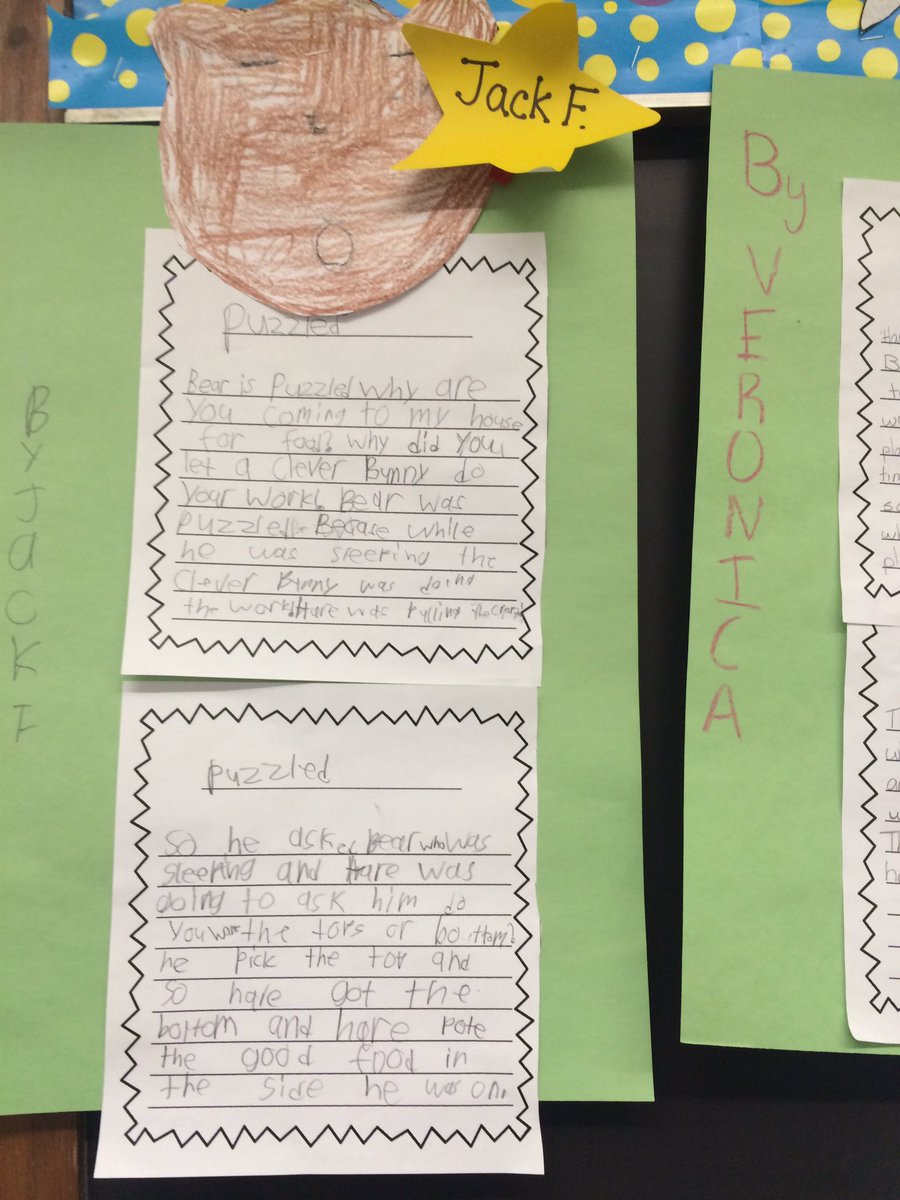 Jack F.
By VERONICA
By JACK F
puzzled
Bear is Puzzled why are
you coming to my house
for food? why did you
let a clever Bunny do
your work? Bear was
puzzled. Becase while
he was sleeping the
clever Bunny was doing
the work. Hare was
puzzled
So he asked bear who was
sleeping and Hare was
going to ask him do
you want the tops or bottom?
he pick the top and
so hare got the
bottom and hare pote
the good food in
the side he was on.